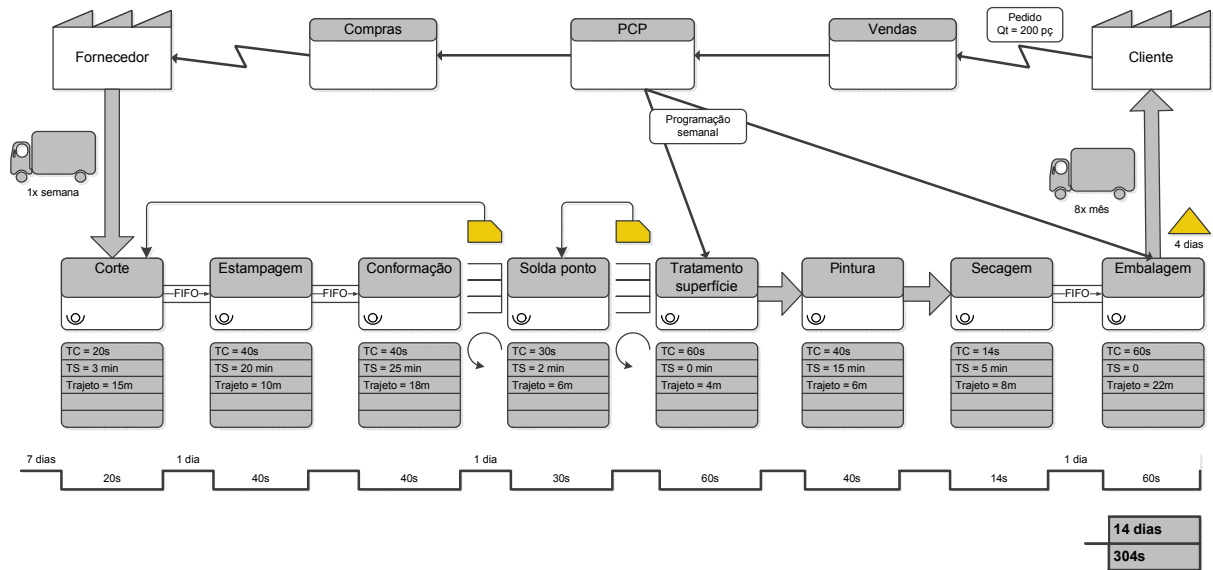 Fornecedor
Compras
PCP
Vendas
Pedido
Qt = 200 pç
Cliente
Programação
semanal
1x semana
8x mês
4 dias
Corte
FIFO
Estampagem
FIFO
Conformação
Solda ponto
Tratamento
superfície
Pintura
Secagem
FIFO
Embalagem
TC = 20s
TS = 3 min
Trajeto = 15m
TC = 40s
TS = 20 min
Trajeto = 10m
TC = 40s
TS = 25 min
Trajeto = 18m
TC = 30s
TS = 2 min
Trajeto = 6m
TC = 60s
TS = 0 min
Trajeto = 4m
TC = 40s
TS = 15 min
Trajeto = 6m
TC = 14s
TS = 5 min
Trajeto = 8m
TC = 60s
TS = 0
Trajeto = 22m
7 dias
20s
1 dia
40s
40s
1 dia
30s
60s
40s
14s
1 dia
60s
14 dias
304s